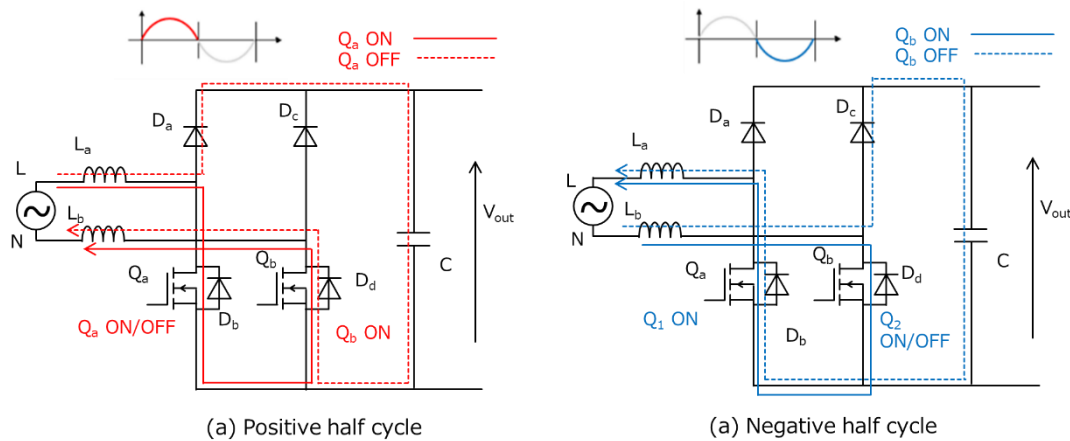 Qa ON
Qa OFF
Da
Dc
La
L
Lb
N
Vout
C
Qa
Qb
Dd
Db
Qa ON/OFF
Qb ON
(a) Positive half cycle
Qb ON
Qb OFF
Da
Dc
La
L
Lb
N
Vout
C
Qa
Qb
Dd
Q1 ON
Db
Q2
ON/OFF
(a) Negative half cycle